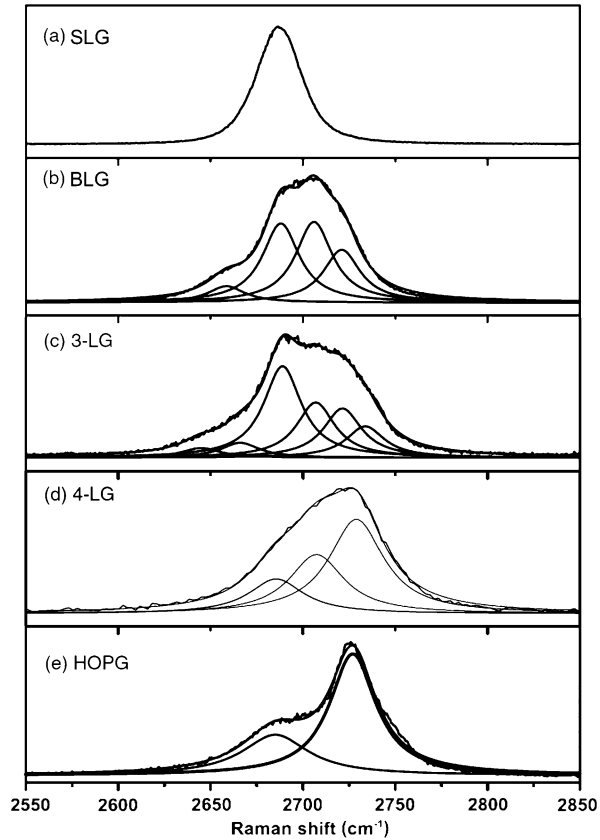 (a) SLG
(b) BLG
(c) 3-LG
(d) 4-LG
(e) HOPG
2550 2600 2650 2700 2750 2800 2850
Raman shift (cm⁻¹)